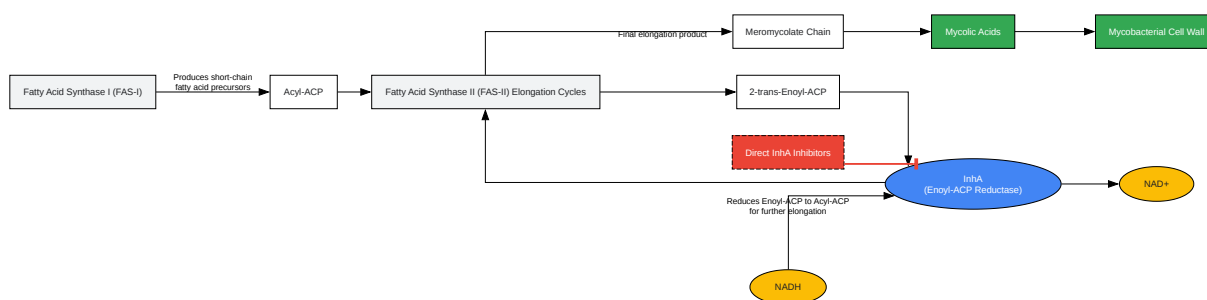 Final elongation product
Meromycolate Chain
Mycolic Acids
Mycobacterial Cell Wall
Fatty Acid Synthase I (FAS-I)
Produces short-chain
fatty acid precursors
Acyl-ACP
Fatty Acid Synthase II (FAS-II) Elongation Cycles
2-trans-Enoyl-ACP
Direct InhA Inhibitors
InhA
(Enoyl-ACP Reductase)
NAD+
Reduces Enoyl-ACP to Acyl-ACP
for further elongation
NADH